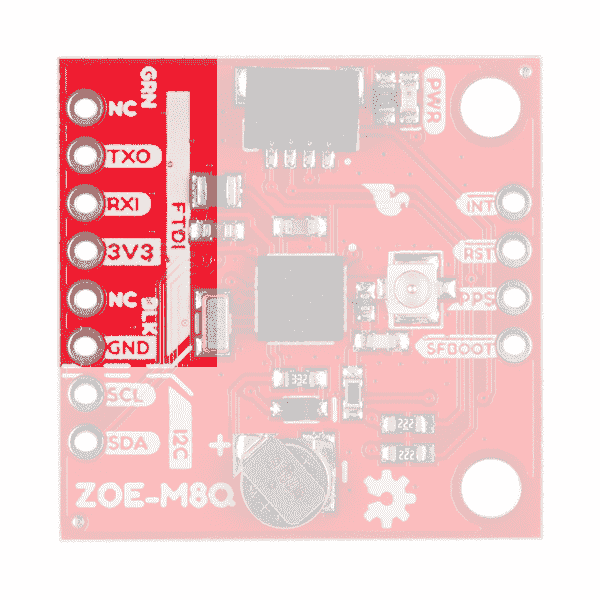 GRN
NC
TXO
RXI
FTDI
3V3
NC
BLK
GND
SCL
SDA
I2C
+
ZOE-M8Q
PWR
INT
RST
PPS
SFBOOT
332
222
222